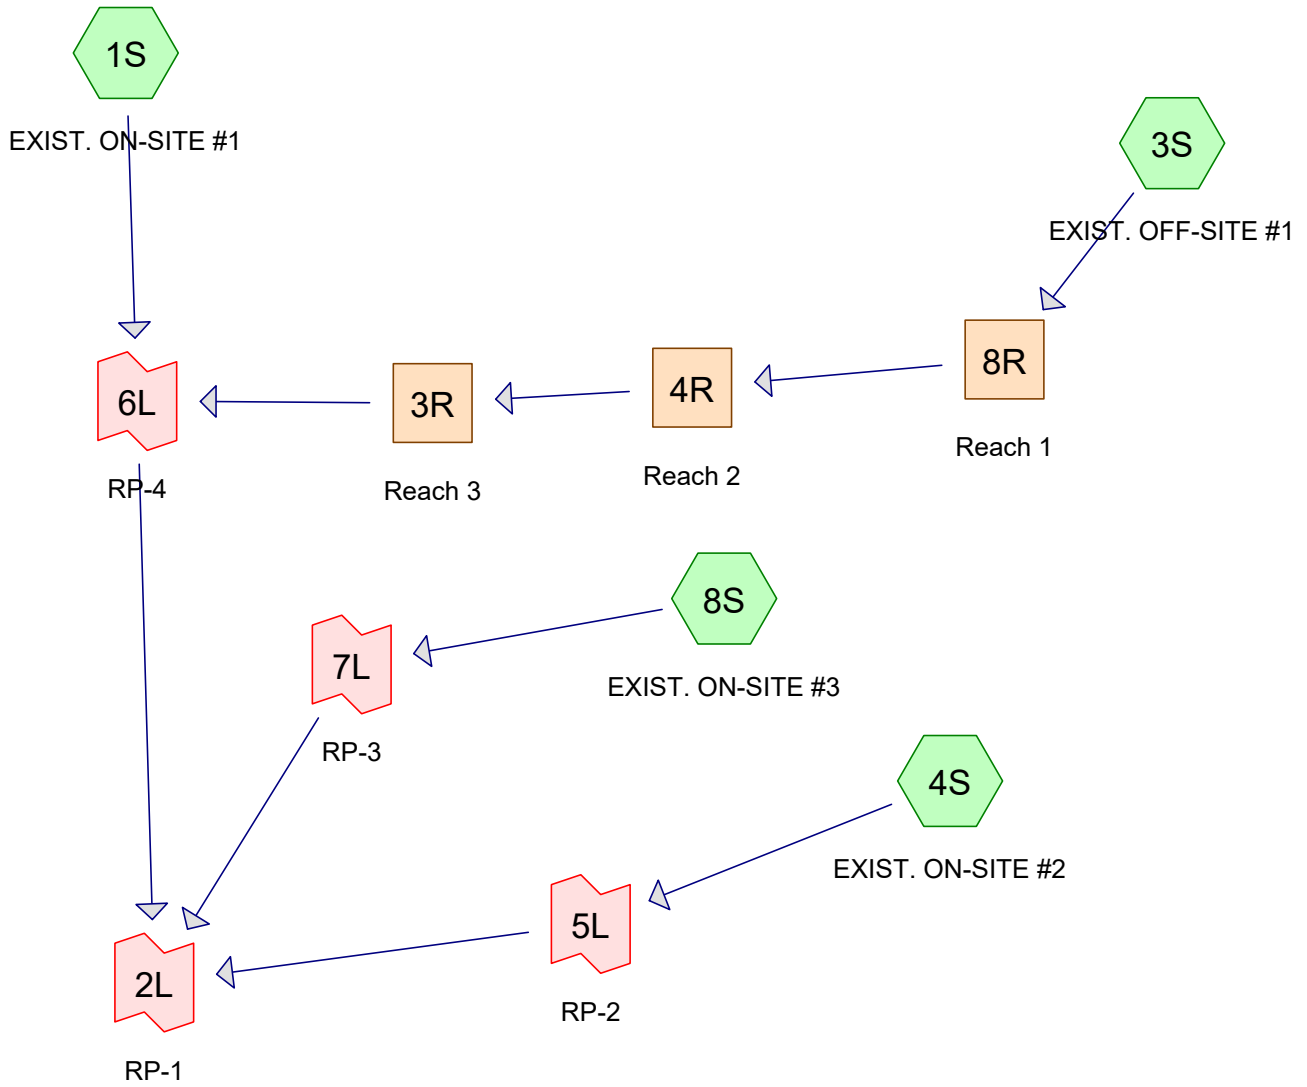 1S
EXIST. ON-SITE #1
3S
EXIST. OFF-SITE #1
8R
Reach 1
4R
Reach 2
3R
Reach 3
6L
RP-4
8S
EXIST. ON-SITE #3
7L
RP-3
4S
EXIST. ON-SITE #2
5L
RP-2
2L
RP-1